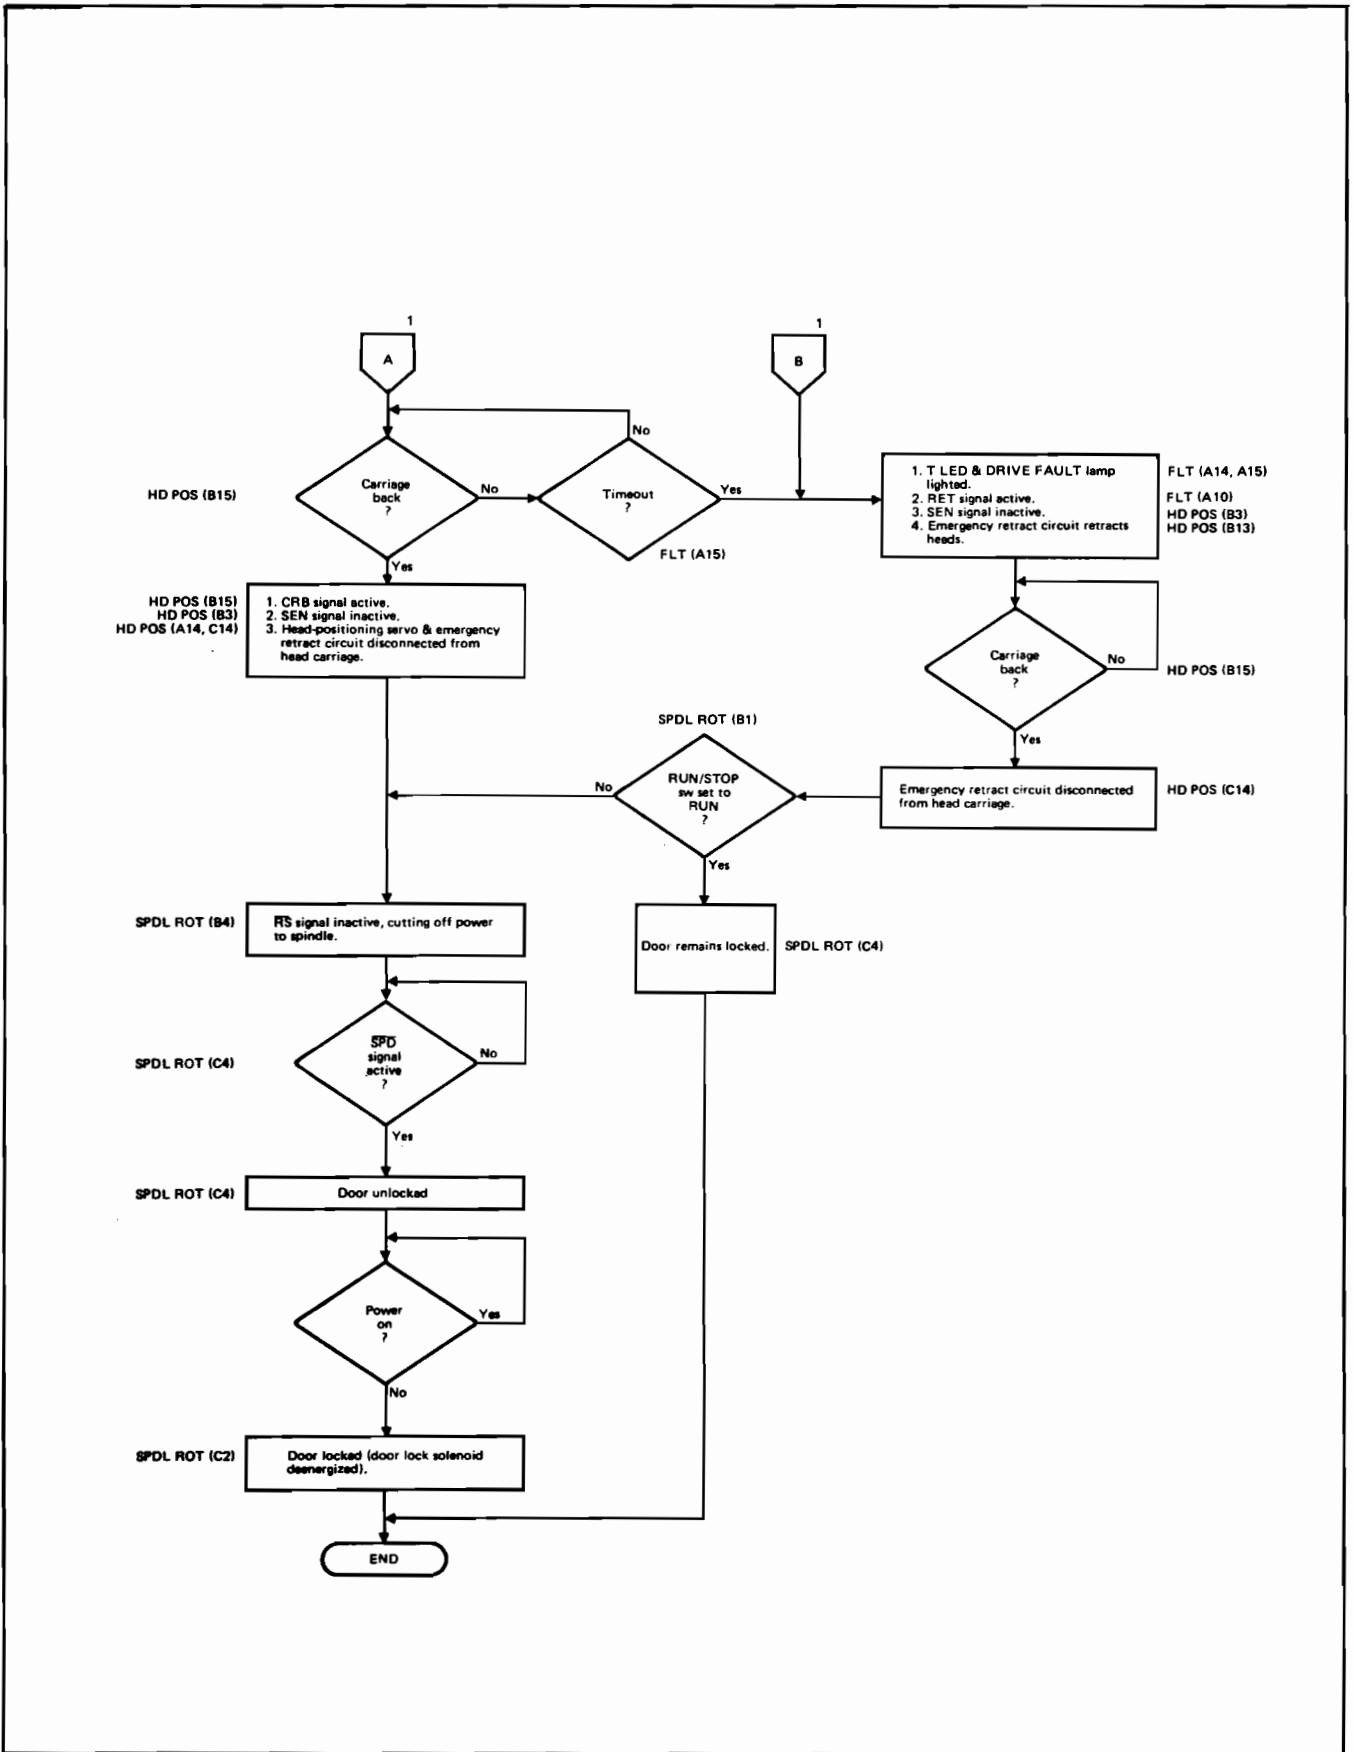 1
A
1
B
No
HD POS (B15)
Carriage
back
?
No
Timeout
?
Yes
FLT (A15)
1. T LED & DRIVE FAULT lamp
lighted.
2. RET signal active.
3. SEN signal inactive.
4. Emergency retract circuit retracts
heads.
FLT (A14, A15)
FLT (A10)
HD POS (B3)
HD POS (B13)
Yes
HD POS (B15)
HD POS (B3)
HD POS (A14, C14)
1. CRB signal active.
2. SEN signal inactive.
3. Head-positioning servo & emergency
retract circuit disconnected from
head carriage.
Carriage
back
?
No
HD POS (B15)
Yes
SPDL ROT (B1)
RUN/STOP
sw set to
RUN
?
No
Yes
Emergency retract circuit disconnected
from head carriage.
HD POS (C14)
SPDL ROT (B4)
R̅S̅ signal inactive, cutting off power
to spindle.
Door remains locked.
SPDL ROT (C4)
SPDL ROT (C4)
S̅P̅D̅
signal
active
?
No
Yes
SPDL ROT (C4)
Door unlocked
Power
on
?
Yes
No
SPDL ROT (C2)
Door locked (door lock solenoid
deenergized).
END